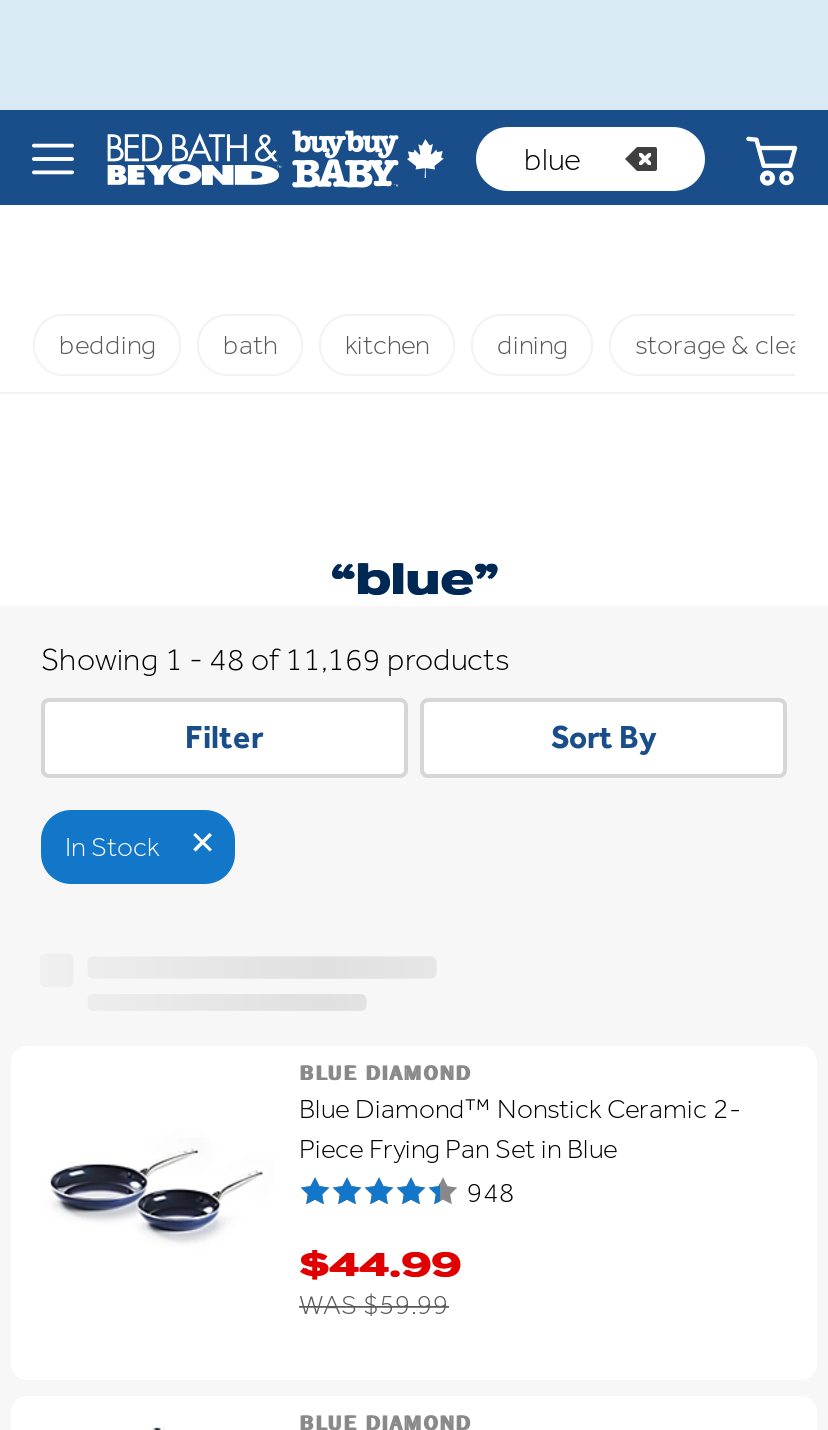 BED BATH &
BEYOND™
buybuy
BABY™
blue
bedding
bath
kitchen
dining
storage & clea
“blue”
Showing 1 - 48 of 11,169 products
Filter
Sort By
In Stock
BLUE DIAMOND
Blue Diamond™ Nonstick Ceramic 2-
Piece Frying Pan Set in Blue
948
$44.99
WAS $59.99
BLUE DIAMOND